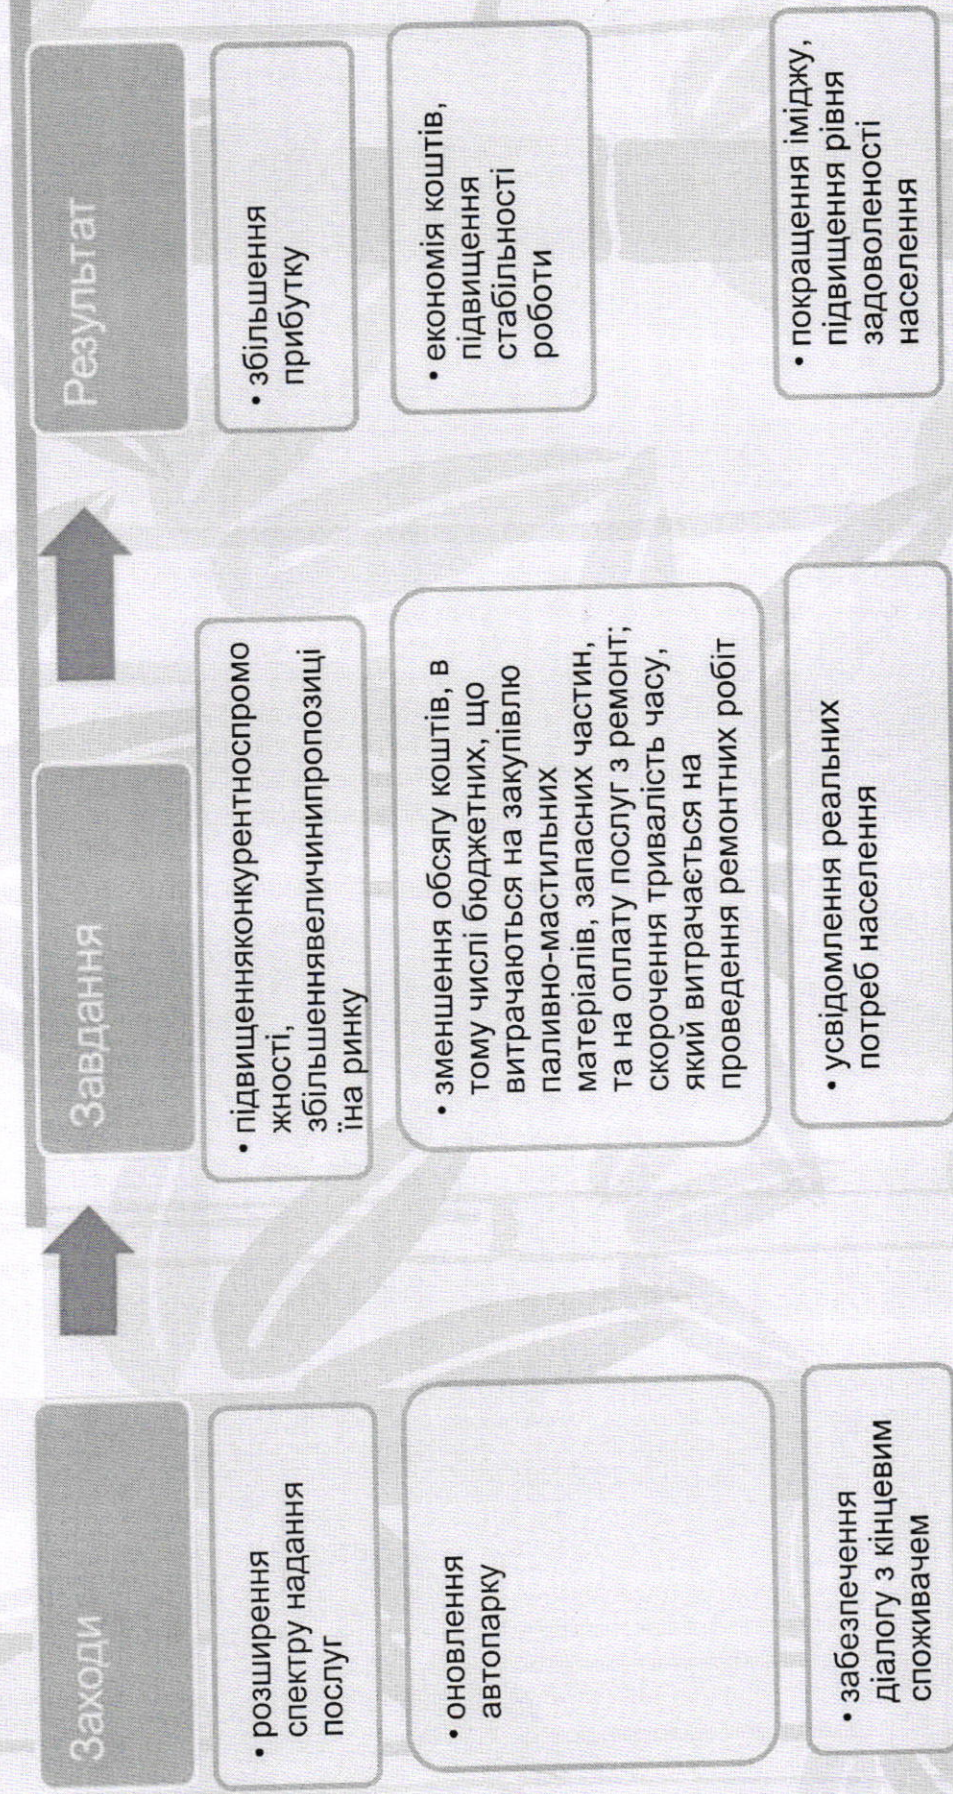 Заходи
Завдання
Результат
• розширення
спектру надання
послуг
• підвищенняконкурентноспромо
жності,
збільшеннявеличинипропозиці
їна ринку
• збільшення
прибутку
• оновлення
автопарку
• зменшення обсягу коштів, в
тому числі бюджетних, що
витрачаються на закупівлю
паливно-мастильних
матеріалів, запасних частин,
та на оплату послуг з ремонт;
скорочення тривалість часу,
який витрачається на
проведення ремонтних робіт
• економія коштів,
підвищення
стабільності
роботи
• забезпечення
діалогу з кінцевим
споживачем
• усвідомлення реальних
потреб населення
• покращення іміджу,
підвищення рівня
задоволеності
населення